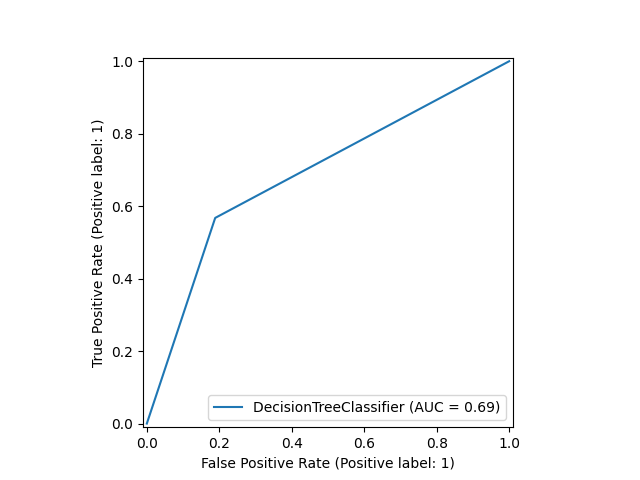 1.0
0.8
0.6
0.4
0.2
0.0
True Positive Rate (Positive label: 1)
DecisionTreeClassifier (AUC = 0.69)
0.0 0.2 0.4 0.6 0.8 1.0
False Positive Rate (Positive label: 1)